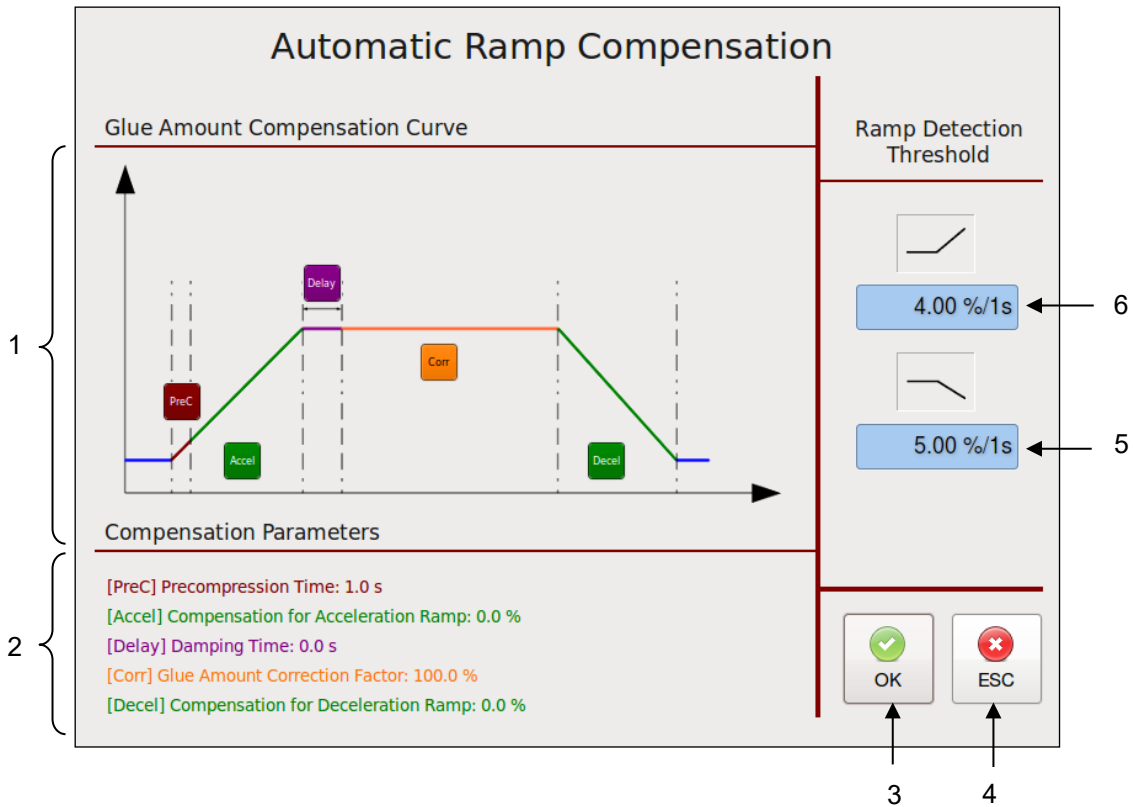 Automatic Ramp Compensation
Glue Amount Compensation Curve
Delay
Corr
PreC
Accel
Decel
Compensation Parameters
[PreC] Precompression Time: 1.0 s
[Accel] Compensation for Acceleration Ramp: 0.0 %
[Delay] Damping Time: 0.0 s
[Corr] Glue Amount Correction Factor: 100.0 %
[Decel] Compensation for Deceleration Ramp: 0.0 %
Ramp Detection
Threshold
4.00 %/1s
5.00 %/1s
OK
ESC
1
2
3
4
5
6